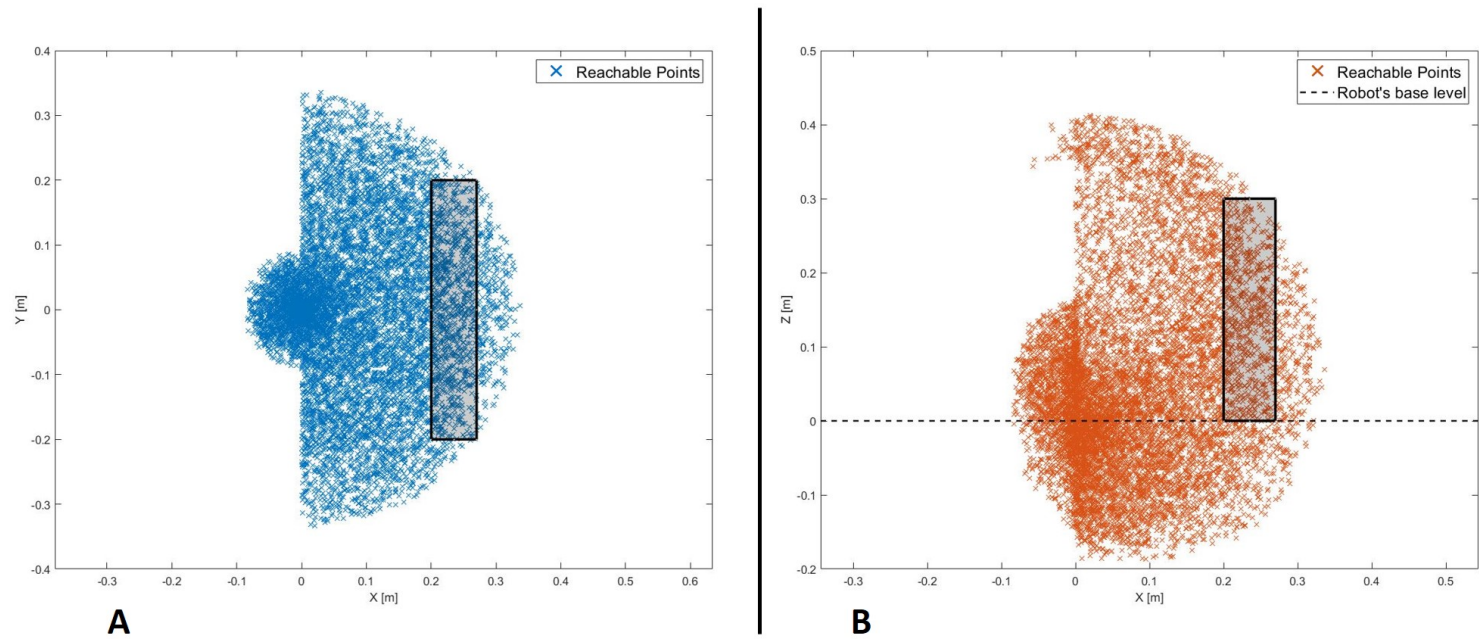 0.4
0.3
0.2
0.1
0
-0.1
-0.2
-0.3
-0.4
Y [m]
-0.3 -0.2 -0.1 0 0.1 0.2 0.3 0.4 0.5 0.6
X [m]
Reachable Points
A
0.5
0.4
0.3
0.2
0.1
0
-0.1
-0.2
Z [m]
-0.3 -0.2 -0.1 0 0.1 0.2 0.3 0.4 0.5
X [m]
Reachable Points
Robot's base level
B